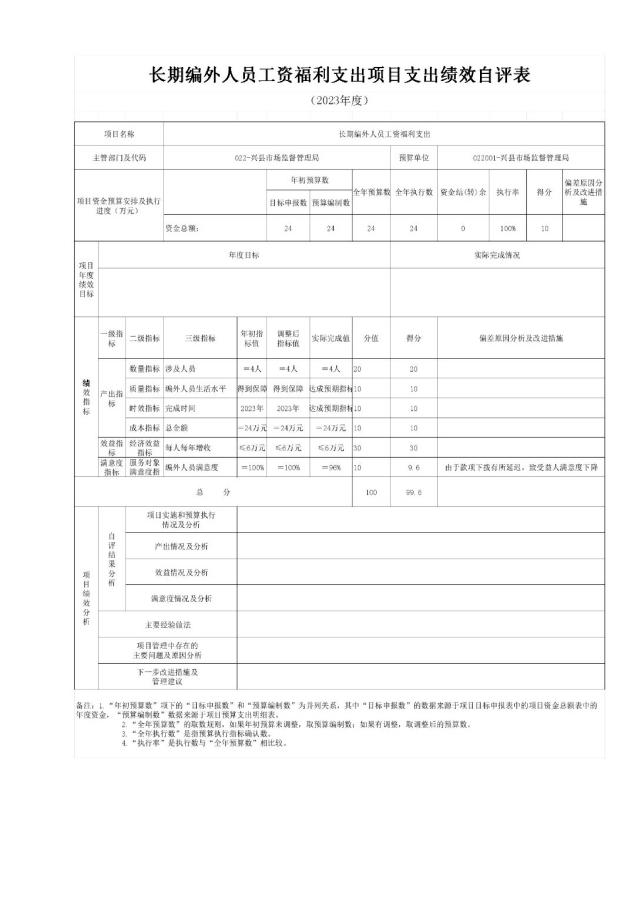 长期编外人员工资福利支出项目支出绩效自评表
（2023年度）
项目名称 长期编外人员工资福利支出
主管部门及代码 022-兴县市场监督管理局 预算单位 022001-兴县市场监督管理局
项目资金预算安排及执行进度（万元） 年初预算数 全年预算数 全年执行数 资金结(转)余 执行率 得分 偏差原因分析及改进措施
目标申报数 预算编制数
资金总额： 24 24 24 24 0 100% 10
项目年度绩效目标 年度目标 实际完成情况
绩效指标 一级指标 二级指标 三级指标 年初指标值 调整后指标值 实际完成值 分值 得分 偏差原因分析及改进措施
产出指标 数量指标 涉及人员 ＝4人 ＝4人 ＝4人 20 20
质量指标 编外人员生活水平 得到保障 得到保障 达成预期指标 10 10
时效指标 完成时间 2023年 2023年 达成预期指标 10 10
成本指标 总金额 ＝24万元 ＝24万元 ＝24万元 10 10
效益指标 经济效益指标 每人每年增收 ≤6万元 ≤6万元 ≤6万元 30 30
满意度指标 服务对象满意度指 编外人员满意度 ＝100% ＝100% ＝96% 10 9.6 由于款项下拨有所延迟，致受益人满意度下降
总 分 100 99.6
项目绩效分析 自评结果分析 项目实施和预算执行情况及分析
产出情况及分析
效益情况及分析
满意度情况及分析
主要经验做法
项目管理中存在的主要问题及原因分析
下一步改进措施及管理建议
备注：1.“年初预算数”项下的“目标申报数”和“预算编制数”为并列关系，其中“目标申报数”的数据来源于项目目标申报表中的项目资金总额表中的
年度资金，“预算编制数”数据来源于项目预算支出明细表。
2.“全年预算数”的取数规则，如果年初预算未调整，取预算编制数；如果有调整，取调整后的预算数。
3.“全年执行数”是指预算执行指标确认数。
4.“执行率”是执行数与“全年预算数”相比较。